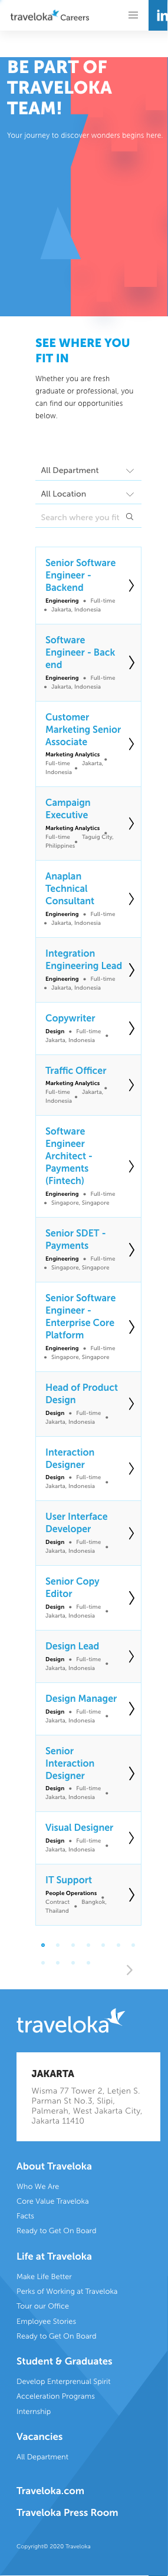 traveloka Careers
in
BE PART OF
TRAVELOKA
TEAM!
Your journey to discover wonders begins here.
SEE WHERE YOU
FIT IN
Whether you are fresh
graduate or professional, you
can find our opportunities
below.
All Department
All Location
Search where you fit
Senior Software
Engineer -
Backend
Engineering • Full-time
• Jakarta, Indonesia
Software
Engineer - Back
end
Engineering • Full-time
• Jakarta, Indonesia
Customer
Marketing Senior
Associate
Marketing Analytics •
Full-time • Jakarta,
Indonesia
Campaign
Executive
Marketing Analytics •
Full-time • Taguig City,
Philippines
Anaplan
Technical
Consultant
Engineering • Full-time
• Jakarta, Indonesia
Integration
Engineering Lead
Engineering • Full-time
• Jakarta, Indonesia
Copywriter
Design • Full-time •
Jakarta, Indonesia
Traffic Officer
Marketing Analytics •
Full-time • Jakarta,
Indonesia
Software
Engineer
Architect -
Payments
(Fintech)
Engineering • Full-time
• Singapore, Singapore
Senior SDET -
Payments
Engineering • Full-time
• Singapore, Singapore
Senior Software
Engineer -
Enterprise Core
Platform
Engineering • Full-time
• Singapore, Singapore
Head of Product
Design
Design • Full-time •
Jakarta, Indonesia
Interaction
Designer
Design • Full-time •
Jakarta, Indonesia
User Interface
Developer
Design • Full-time •
Jakarta, Indonesia
Senior Copy
Editor
Design • Full-time •
Jakarta, Indonesia
Design Lead
Design • Full-time •
Jakarta, Indonesia
Design Manager
Design • Full-time •
Jakarta, Indonesia
Senior
Interaction
Designer
Design • Full-time •
Jakarta, Indonesia
Visual Designer
Design • Full-time •
Jakarta, Indonesia
IT Support
People Operations •
Contract • Bangkok,
Thailand
traveloka
JAKARTA
Wisma 77 Tower 2, Letjen S.
Parman St No.3, Slipi,
Palmerah, West Jakarta City,
Jakarta 11410
About Traveloka
Who We Are
Core Value Traveloka
Facts
Ready to Get On Board
Life at Traveloka
Make Life Better
Perks of Working at Traveloka
Tour our Office
Employee Stories
Ready to Get On Board
Student & Graduates
Develop Enterprenual Spirit
Acceleration Programs
Internship
Vacancies
All Department
Traveloka.com
Traveloka Press Room
Copyright© 2020 Traveloka